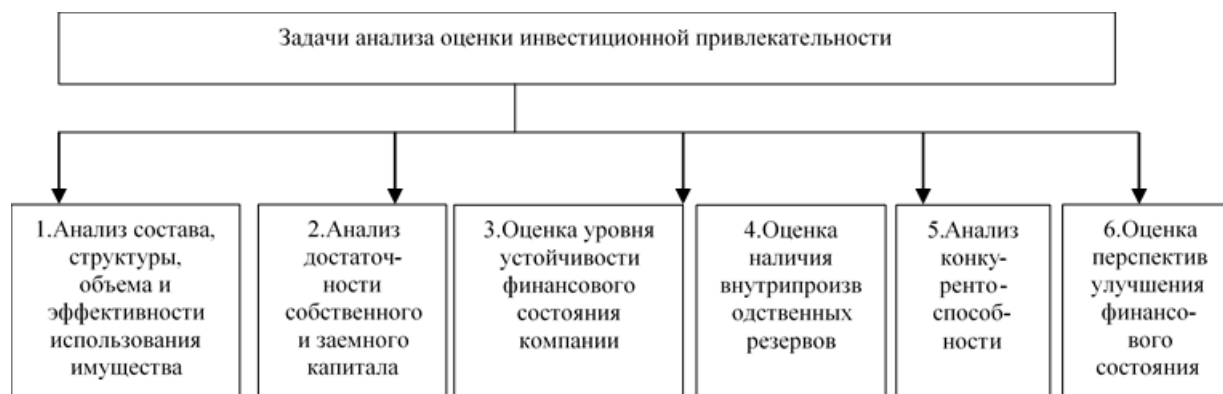 Задачи анализа оценки инвестиционной привлекательности
1.Анализ состава,
структуры,
объема и
эффективности
использования
имущества
2.Анализ
достаточ-
ности
собственного
и заемного
капитала
3.Оценка уровня
устойчивости
финансового
состояния
компании
4.Оценка
наличия
внутрипроизв
одственных
резервов
5.Анализ
конку-
ренто-
способ-
ности
6.Оценка
перспектив
улучшения
финансо-
вого
состояния